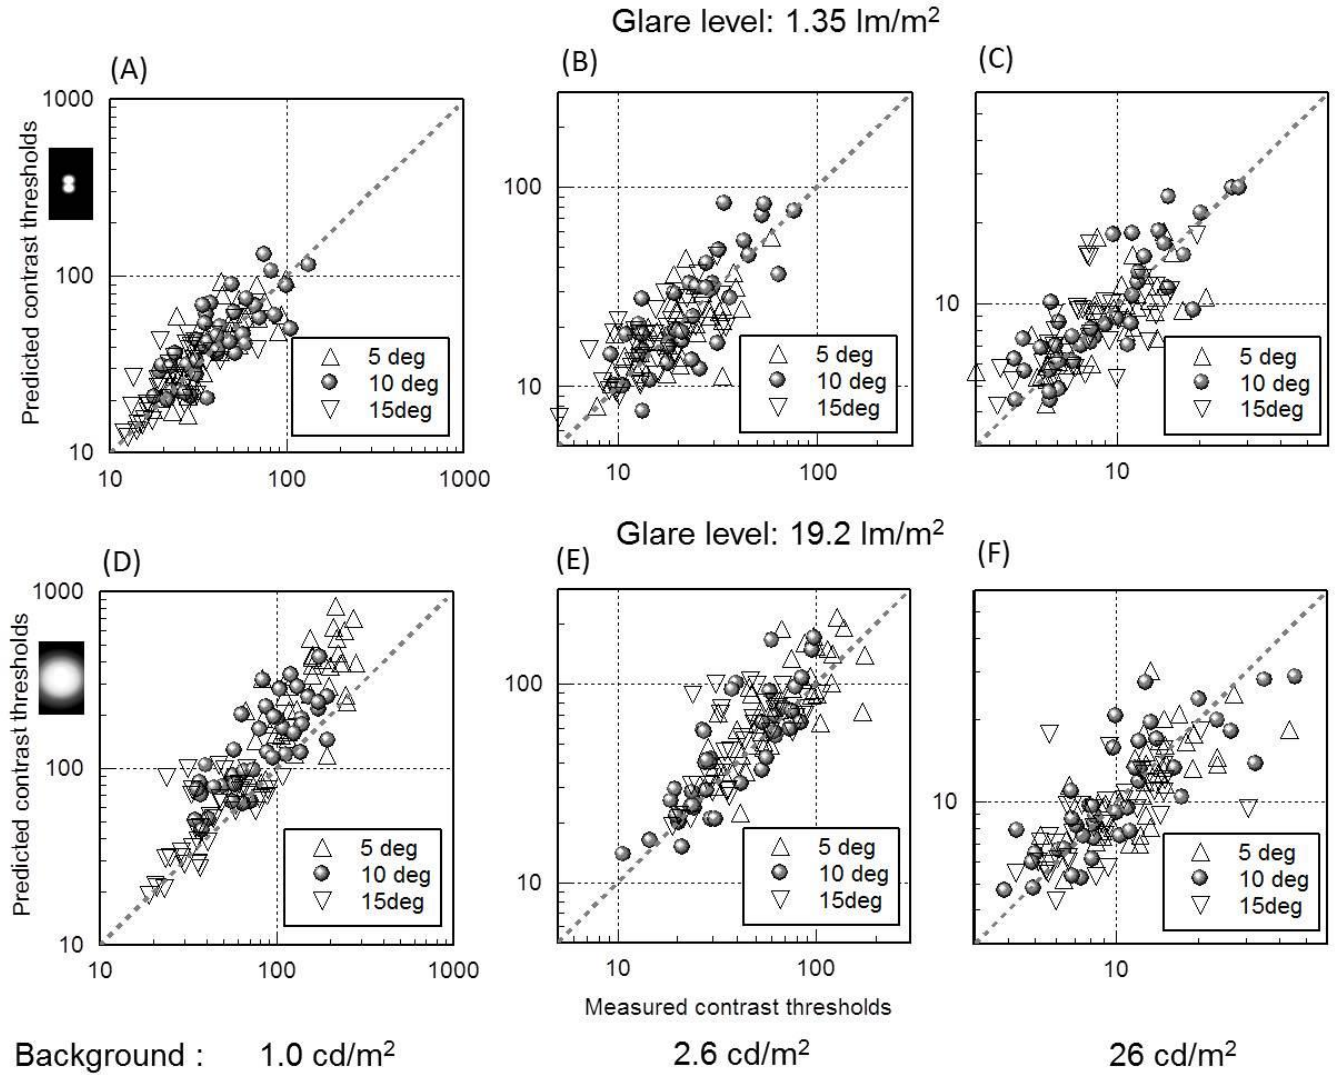 Glare level: 1.35 lm/m²
(A)
(B)
(C)
Predicted contrast thresholds
1000
100
10
10
100
1000
5 deg
10 deg
15deg
100
10
10
100
5 deg
10 deg
15deg
10
10
5 deg
10 deg
15deg
Glare level: 19.2 lm/m²
(D)
(E)
(F)
Predicted contrast thresholds
1000
100
10
10
100
1000
5 deg
10 deg
15deg
100
10
10
100
5 deg
10 deg
15deg
10
10
5 deg
10 deg
15deg
Measured contrast thresholds
Background : 1.0 cd/m² 2.6 cd/m² 26 cd/m²